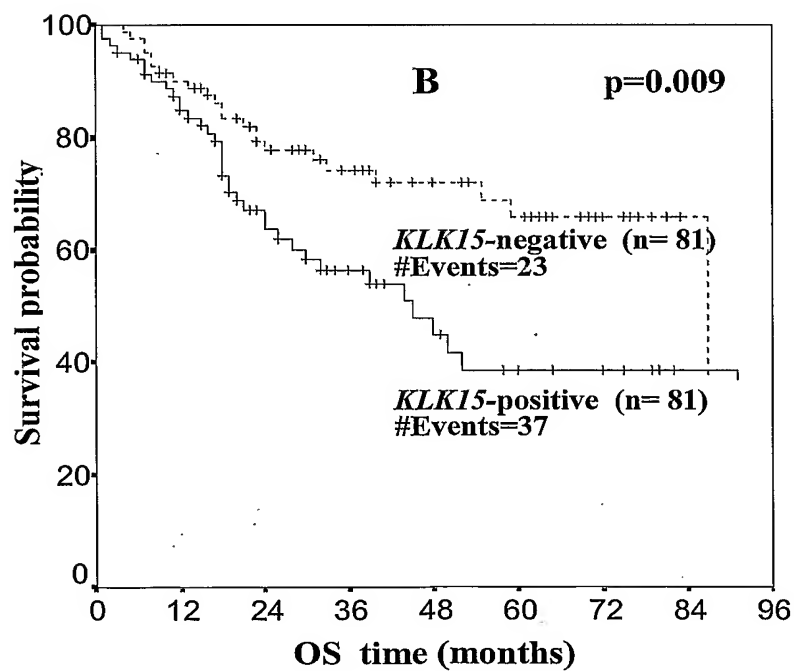 100
B
p=0.009
80
Survival probability
KLK15-negative (n= 81)
60
#Events=23
40
KLK15-positive (n= 81)
#Events=37
20
0
0 12 24 36 48 60 72 84 96
OS time (months)